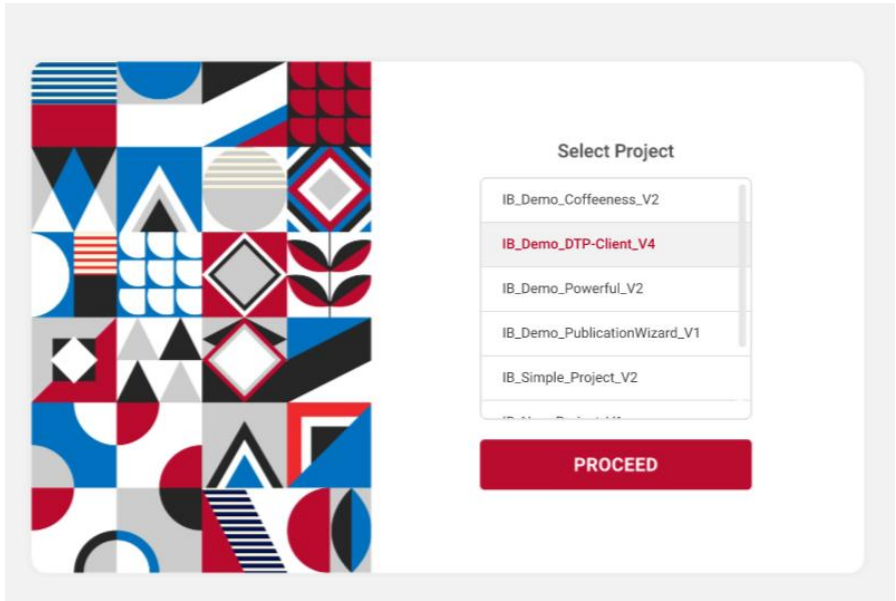 Select Project
IB_Demo_Coffeeness_V2
IB_Demo_DTP-Client_V4
IB_Demo_Powerful_V2
IB_Demo_PublicationWizard_V1
IB_Simple_Project_V2
PROCEED